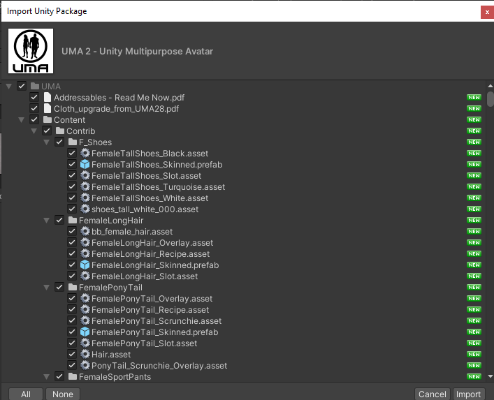 Import Unity Package
x
UMA
UMA 2 - Unity Multipurpose Avatar
UMA
Addressables - Read Me Now.pdf NEW
Cloth_upgrade_from_UMA28.pdf NEW
Content NEW
Contrib NEW
F_Shoes NEW
FemaleTallShoes_Black.asset NEW
FemaleTallShoes_Skinned.prefab NEW
FemaleTallShoes_Slot.asset NEW
FemaleTallShoes_Turquoise.asset NEW
FemaleTallShoes_White.asset NEW
shoes_tall_white_000.asset NEW
FemaleLongHair NEW
bb_female_hair.asset NEW
FemaleLongHair_Overlay.asset NEW
FemaleLongHair_Recipe.asset NEW
FemaleLongHair_Skinned.prefab NEW
FemaleLongHair_Slot.asset NEW
FemalePonyTail NEW
FemalePonyTail_Overlay.asset NEW
FemalePonyTail_Recipe.asset NEW
FemalePonyTail_Scrunchie.asset NEW
FemalePonyTail_Skinned.prefab NEW
FemalePonyTail_Slot.asset NEW
Hair.asset NEW
PonyTail_Scrunchie_Overlay.asset NEW
FemaleSportPants NEW
All None Cancel Import